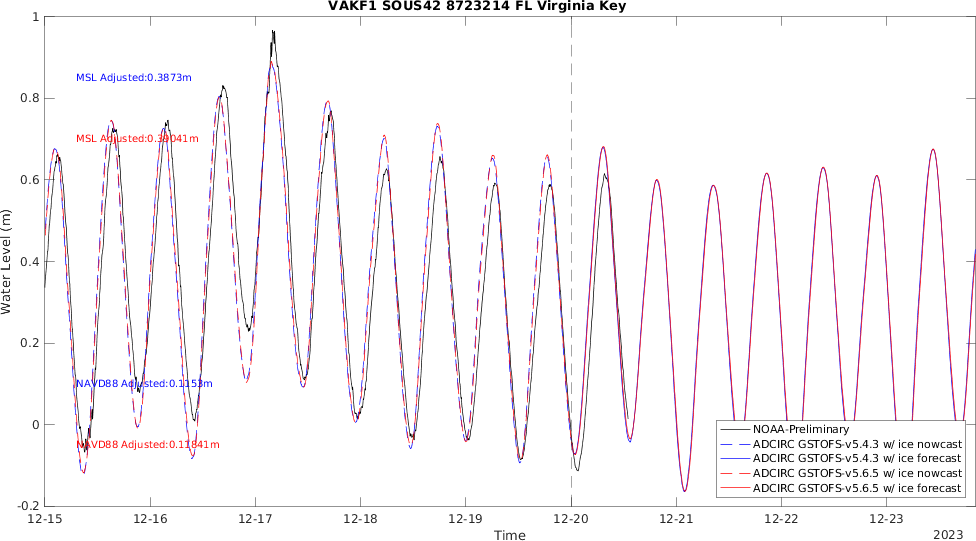 VAKF1 SOUS42 8723214 FL Virginia Key
1
0.8
0.6
0.4
0.2
0
-0.2
Water Level (m)
MSL Adjusted:0.3873m
MSL Adjusted:0.39041m
NAVD88 Adjusted:0.1153m
NAVD88 Adjusted:0.11841m
NOAA-Preliminary
ADCIRC GSTOFS-v5.4.3 w/ ice nowcast
ADCIRC GSTOFS-v5.4.3 w/ ice forecast
ADCIRC GSTOFS-v5.6.5 w/ ice nowcast
ADCIRC GSTOFS-v5.6.5 w/ ice forecast
12-15 12-16 12-17 12-18 12-19 12-20 12-21 12-22 12-23
Time
2023